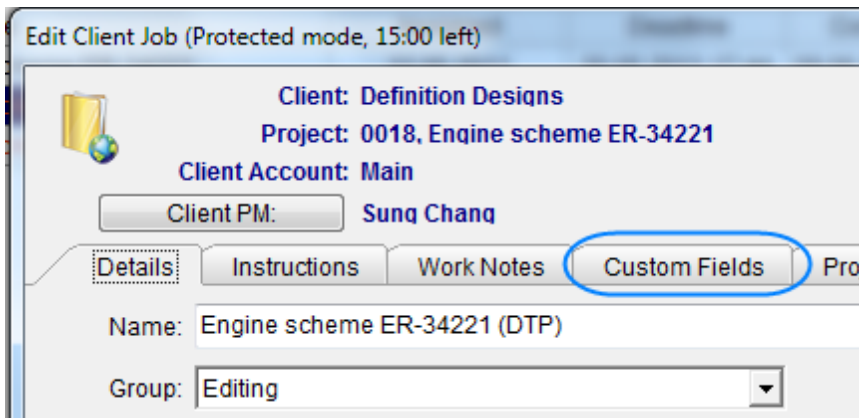 Edit Client Job (Protected mode, 15:00 left)
Client: Definition Designs
Project: 0018, Engine scheme ER-34221
Client Account: Main
Client PM: Sung Chang
Details Instructions Work Notes Custom Fields Pro
Name: Engine scheme ER-34221 (DTP)
Group: Editing